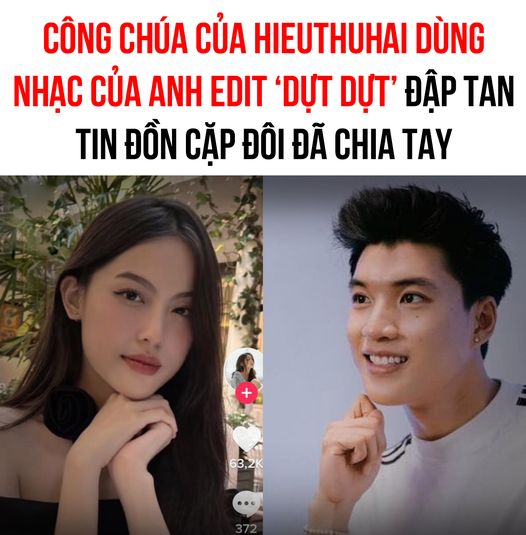 CÔNG CHÚA CỦA HIEUTHUHAI DÙNG
NHẠC CỦA ANH EDIT ‘DỰT DỰT’ ĐẬP TAN
TIN ĐỒN CẶP ĐÔI ĐÃ CHIA TAY
63,2K
372